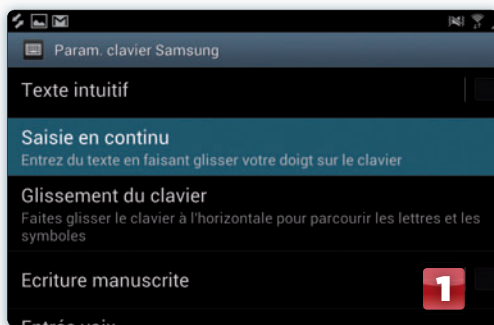 Param. clavier Samsung
Texte intuitif
Saisie en continu
Entrez du texte en faisant glisser votre doigt sur le clavier
Glissement du clavier
Faites glisser le clavier à l'horizontale pour parcourir les lettres et les
symboles
Ecriture manuscrite
1